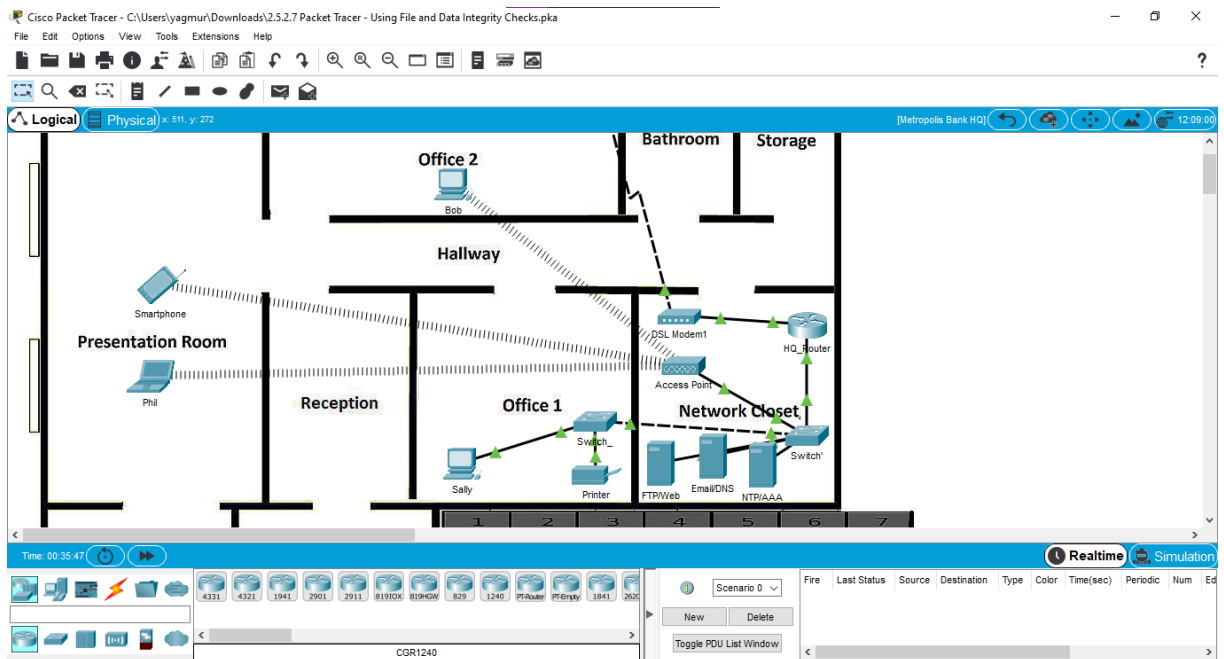 Cisco Packet Tracer - C:\Users\yagmur\Downloads\2.5.2.7 Packet Tracer - Using File and Data Integrity Checks.pka
File Edit Options View Tools Extensions Help
?
Logical Physical x: 511, y: 272 [Metropolis Bank HQ] 12:09:00
Bathroom Storage
Office 2
Bob
Hallway
Smartphone
DSL Modem1
HQ_Router
Presentation Room
Access Point
Phil
Reception
Office 1
Network Closet
Switch_
Switch'
Sally
Printer
FTP/Web
Email/DNS
NTP/AAA
1 2 3 4 5 6 7
Time: 00:35:47 Realtime Simulation
4331 4321 1941 2901 2911 819IOX 819HGW 829 1240 PT-Router PT-Empty 1841 2620
Scenario 0
Fire Last Status Source Destination Type Color Time(sec) Periodic Num Ed
New Delete
Toggle PDU List Window
CGR1240